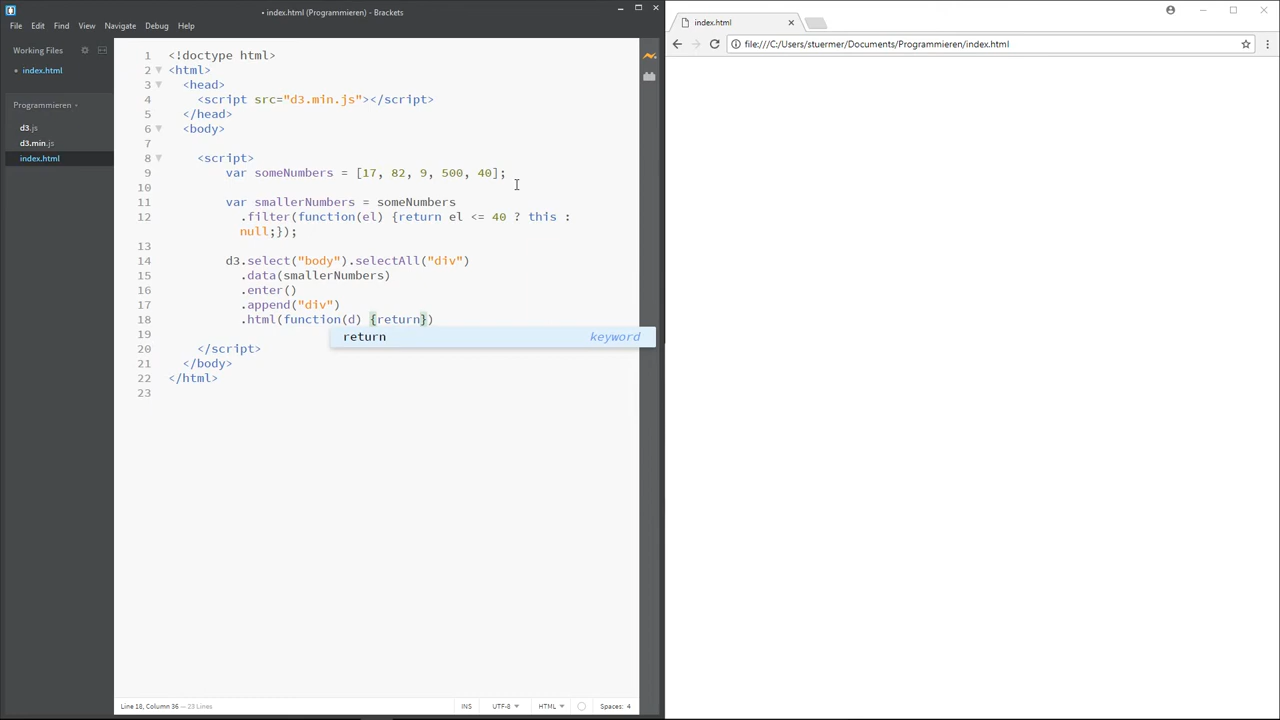 • index.html (Programmieren) - Brackets
File Edit Find View Navigate Debug Help
Working Files
• index.html
Programmieren
d3.js
d3.min.js
index.html
1 <!doctype html>
2 <html>
3 <head>
4 <script src="d3.min.js"></script>
5 </head>
6 <body>
7
8 <script>
9 var someNumbers = [17, 82, 9, 500, 40];
10
11 var smallerNumbers = someNumbers
12 .filter(function(el) {return el <= 40 ? this :
null;});
13
14 d3.select("body").selectAll("div")
15 .data(smallerNumbers)
16 .enter()
17 .append("div")
18 .html(function(d) {return})
return keyword
19
20 </script>
21 </body>
22 </html>
23
Line 18, Column 36 — 23 Lines
INS UTF-8 HTML Spaces: 4
index.html
file:///C:/Users/stuermer/Documents/Programmieren/index.html